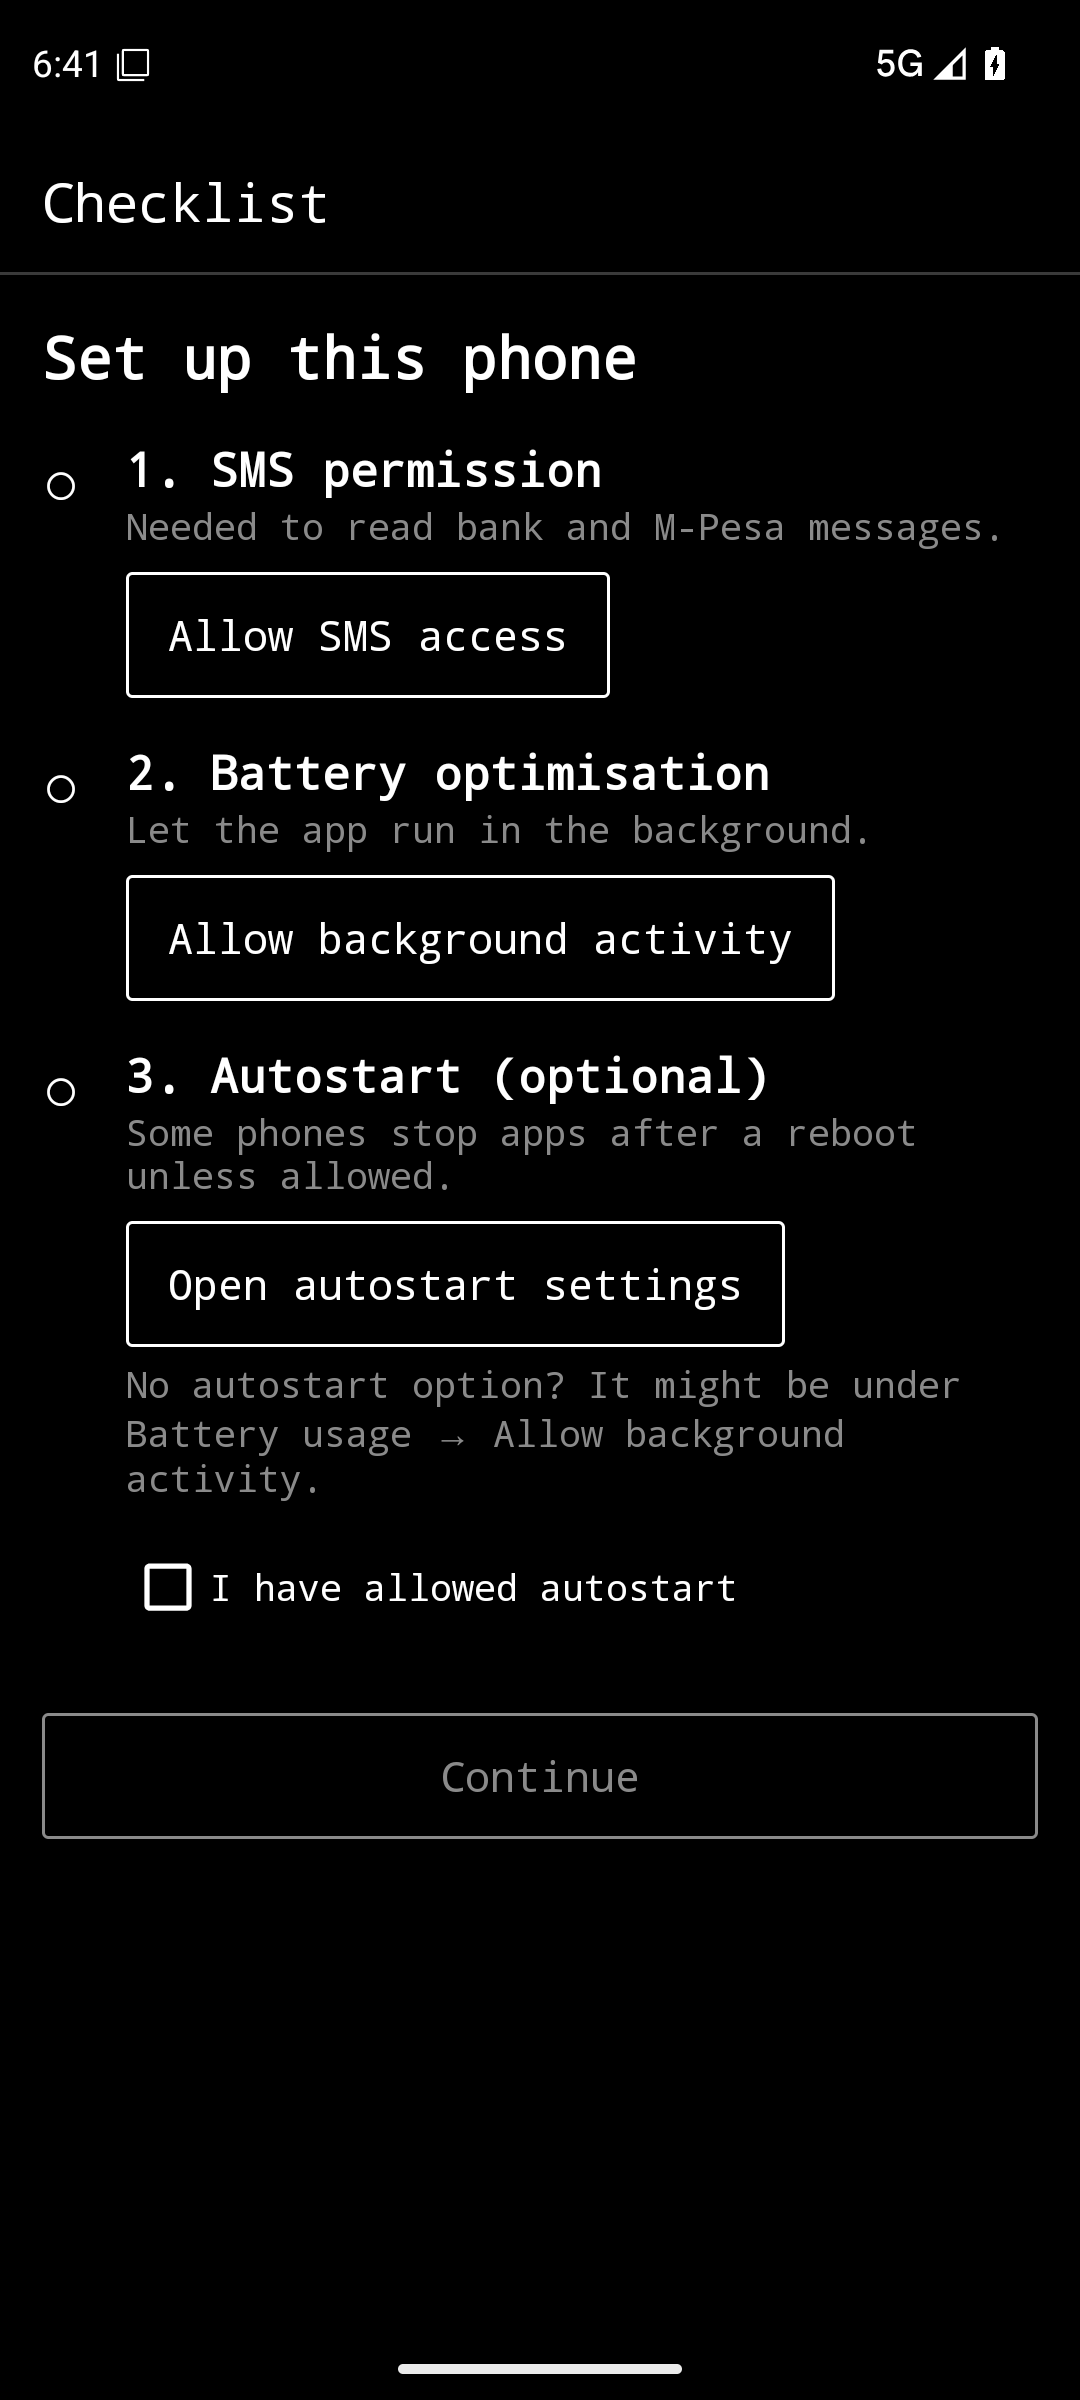 6:41
5G
Checklist
Set up this phone
1. SMS permission
Needed to read bank and M-Pesa messages.
Allow SMS access
2. Battery optimisation
Let the app run in the background.
Allow background activity
3. Autostart (optional)
Some phones stop apps after a reboot
unless allowed.
Open autostart settings
No autostart option? It might be under
Battery usage → Allow background
activity.
I have allowed autostart
Continue